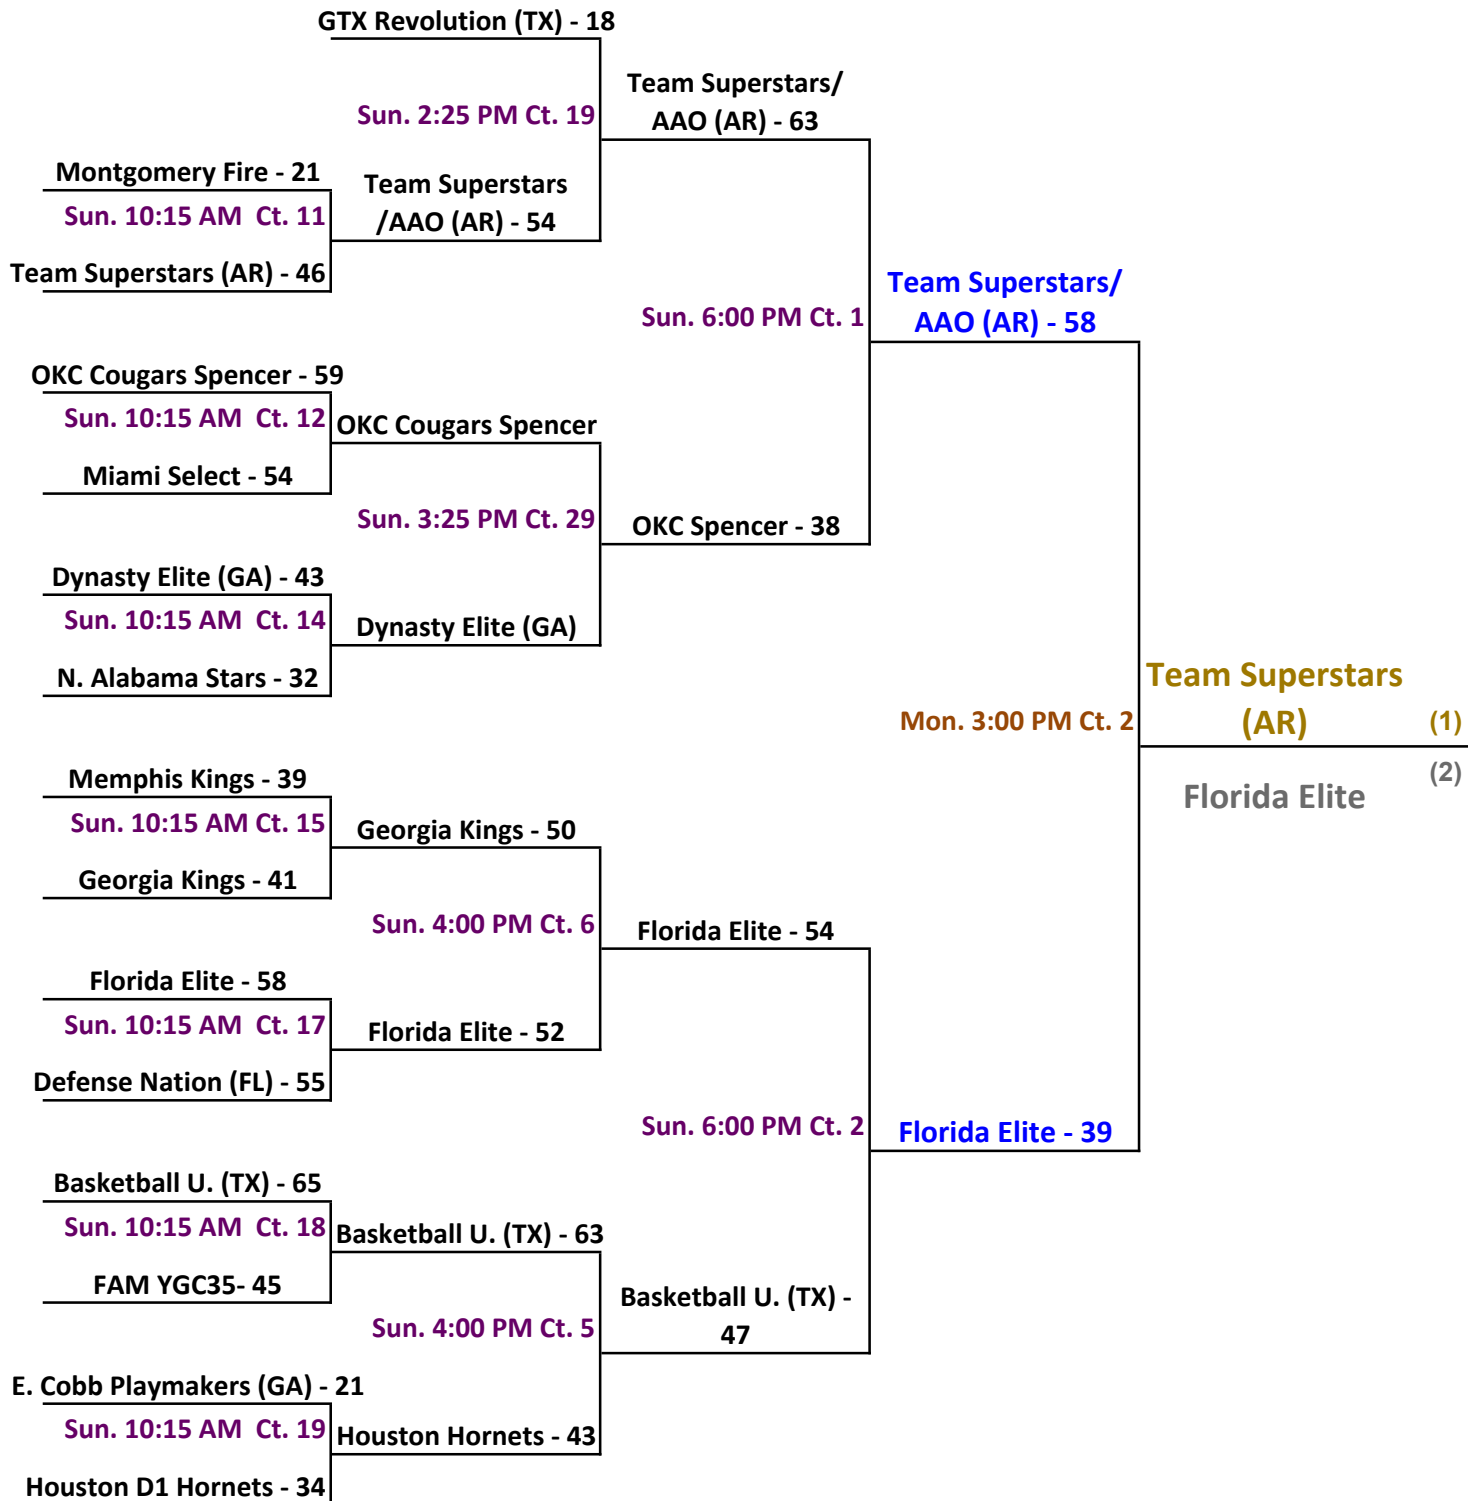 GTX Revolution (TX) - 18
Team Superstars/
AAO (AR) - 63
Sun. 2:25 PM Ct. 19
Montgomery Fire - 21
Team Superstars
/AAO (AR) - 54
Sun. 10:15 AM  Ct. 11
Team Superstars (AR) - 46
Team Superstars/
AAO (AR) - 58
Sun. 6:00 PM Ct. 1
OKC Cougars Spencer - 59
Sun. 10:15 AM  Ct. 12
OKC Cougars Spencer
Miami Select - 54
Sun. 3:25 PM Ct. 29
OKC Spencer - 38
Dynasty Elite (GA) - 43
Sun. 10:15 AM  Ct. 14
Dynasty Elite (GA)
N. Alabama Stars - 32
Team Superstars
(AR)
(1)
Mon. 3:00 PM Ct. 2
(2)
Florida Elite
Memphis Kings - 39
Sun. 10:15 AM Ct. 15
Georgia Kings - 50
Georgia Kings - 41
Sun. 4:00 PM Ct. 6
Florida Elite - 54
Florida Elite - 58
Sun. 10:15 AM  Ct. 17
Florida Elite - 52
Defense Nation (FL) - 55
Sun. 6:00 PM Ct. 2
Florida Elite - 39
Basketball U. (TX) - 65
Sun. 10:15 AM  Ct. 18
Basketball U. (TX) - 63
FAM YGC35- 45
Basketball U. (TX) -
47
Sun. 4:00 PM Ct. 5
E. Cobb Playmakers (GA) - 21
Sun. 10:15 AM  Ct. 19
Houston Hornets - 43
Houston D1 Hornets - 34